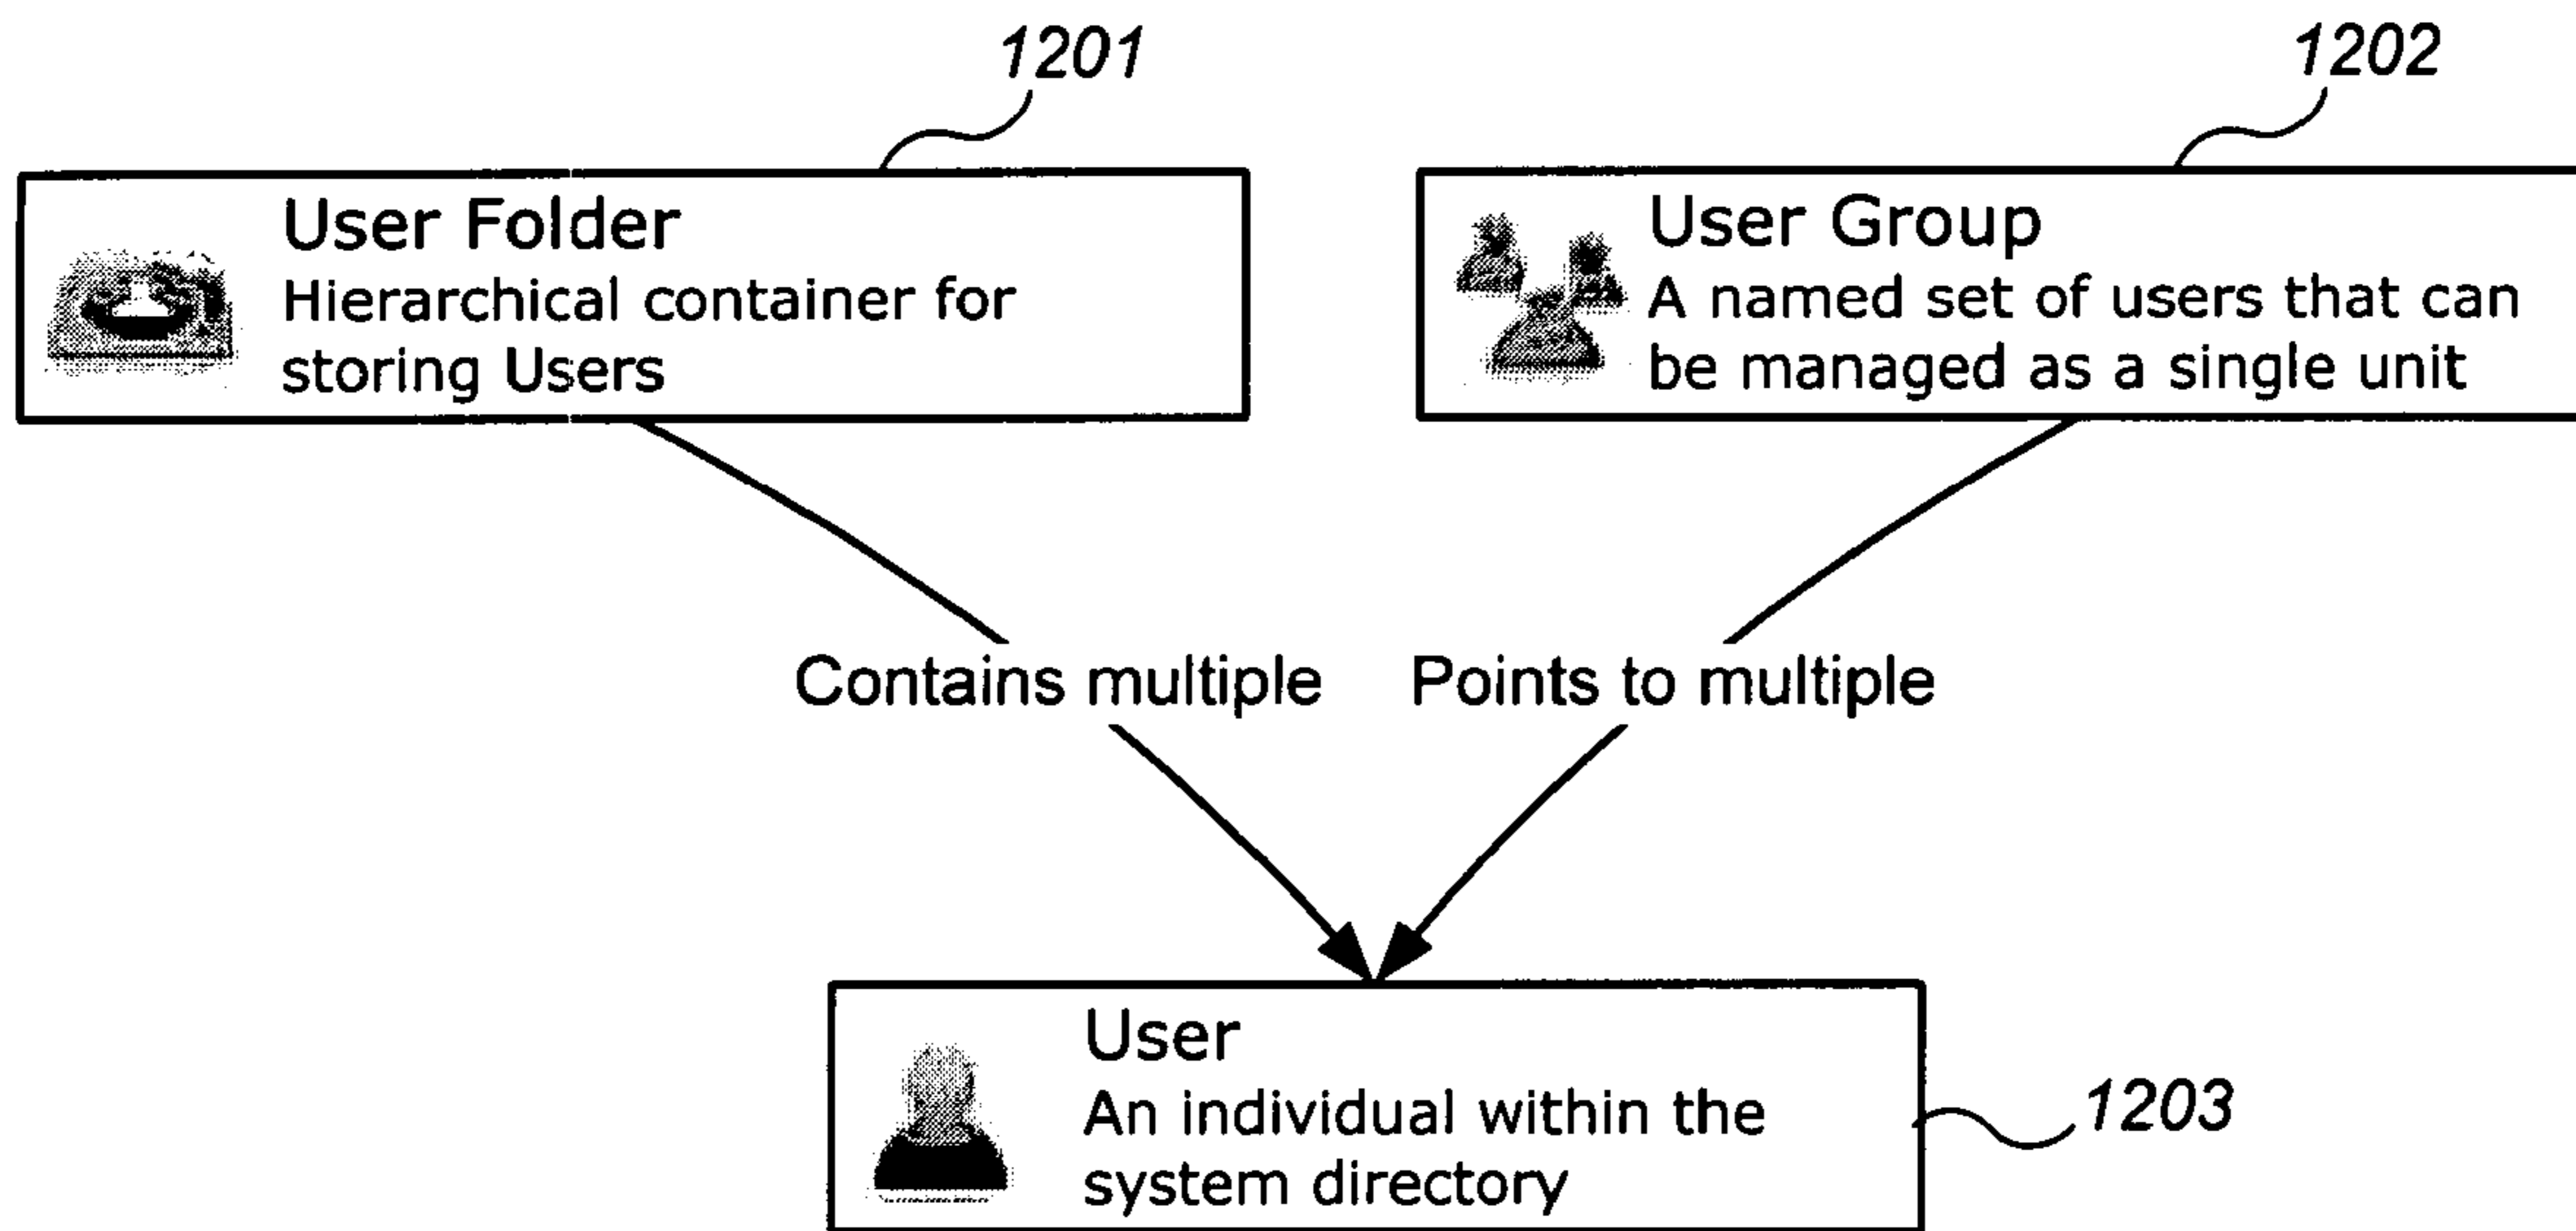 1201
1202
User Folder
Hierarchical container for
storing Users
User Group
A named set of users that can
be managed as a single unit
Contains multiple
Points to multiple
User
An individual within the
system directory
1203